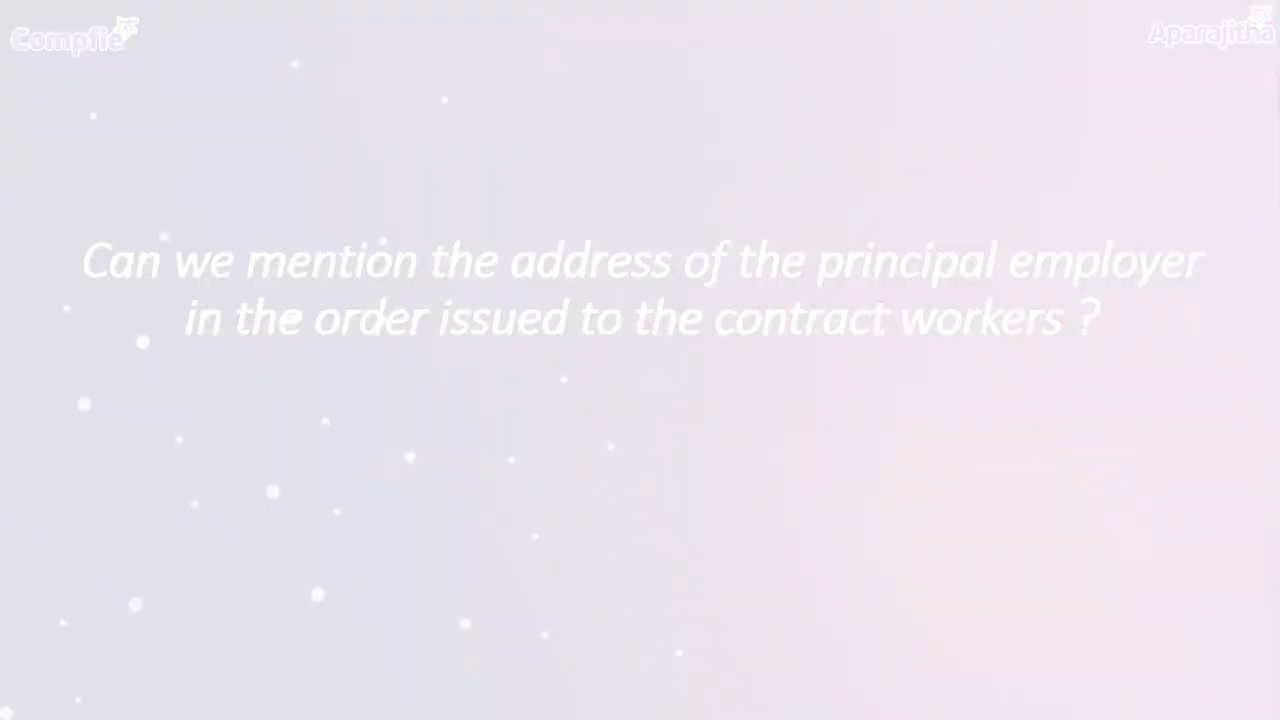 Compfie
Aparajitha
Can we mention the address of the principal employer
in the order issued to the contract workers ?